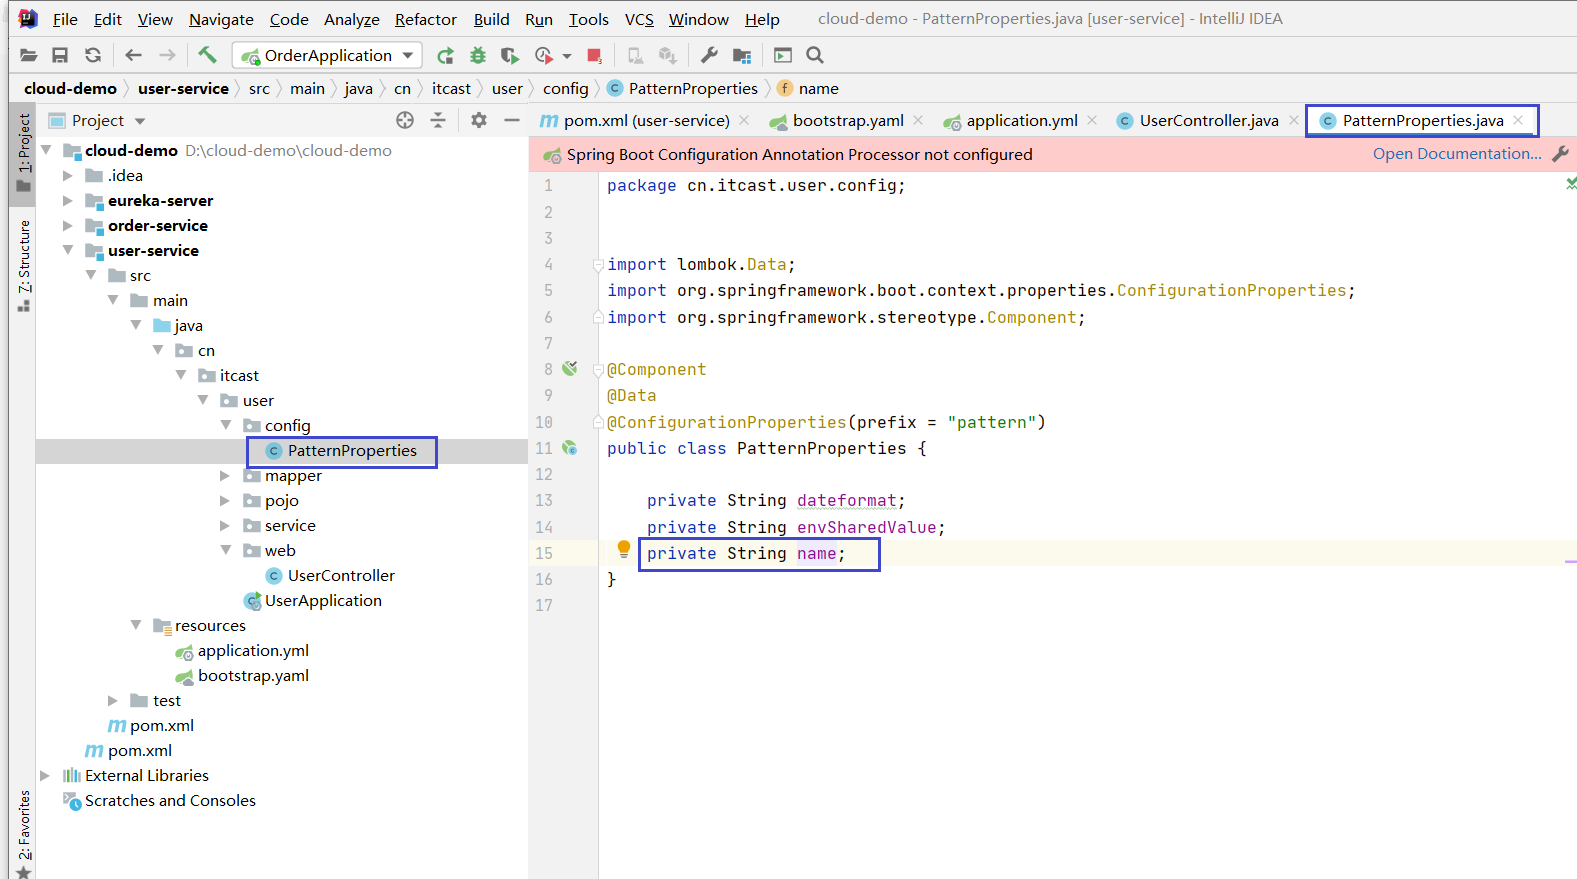 File Edit View Navigate Code Analyze Refactor Build Run Tools VCS Window Help cloud-demo - PatternProperties.java [user-service] - IntelliJ IDEA
OrderApplication
cloud-demo user-service src main java cn itcast user config PatternProperties name
Project
pom.xml (user-service) bootstrap.yaml application.yml UserController.java PatternProperties.java
1: Project
Z: Structure
2: Favorites
cloud-demo D:\cloud-demo\cloud-demo
.idea
eureka-server
order-service
user-service
src
main
java
cn
itcast
user
config
PatternProperties
mapper
pojo
service
web
UserController
UserApplication
resources
application.yml
bootstrap.yaml
test
pom.xml
pom.xml
External Libraries
Scratches and Consoles
Spring Boot Configuration Annotation Processor not configured Open Documentation...
1 package cn.itcast.user.config;
2
3
4 import lombok.Data;
5 import org.springframework.boot.context.properties.ConfigurationProperties;
6 import org.springframework.stereotype.Component;
7
8 @Component
9 @Data
10 @ConfigurationProperties(prefix = "pattern")
11 public class PatternProperties {
12
13 private String dateformat;
14 private String envSharedValue;
15 private String name;
16 }
17